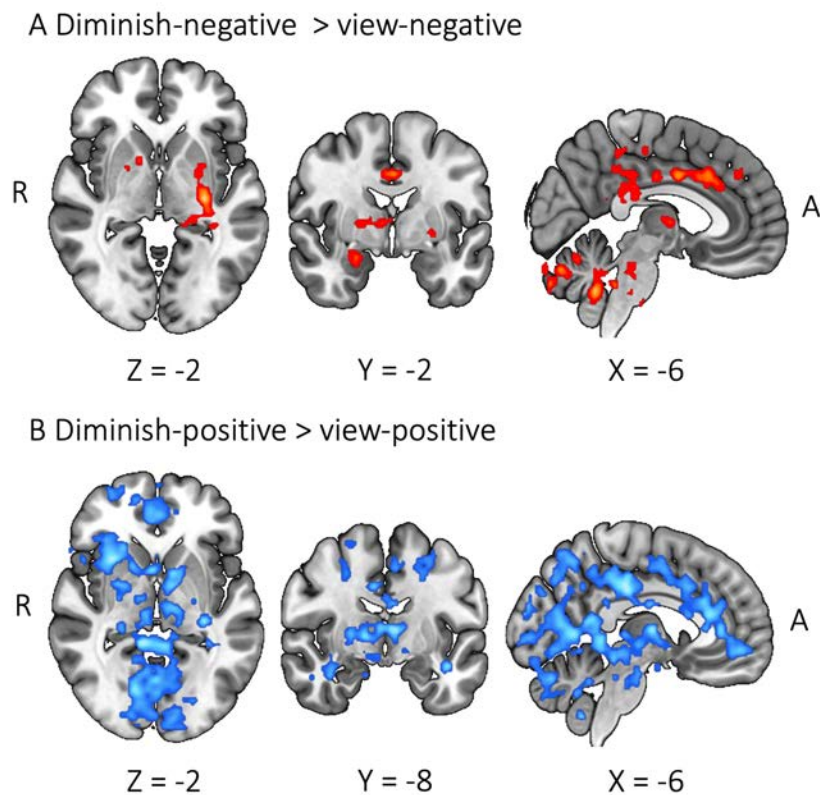 A Diminish-negative > view-negative
R
A
Z = -2
Y = -2
X = -6
B Diminish-positive > view-positive
R
A
Z = -2
Y = -8
X = -6